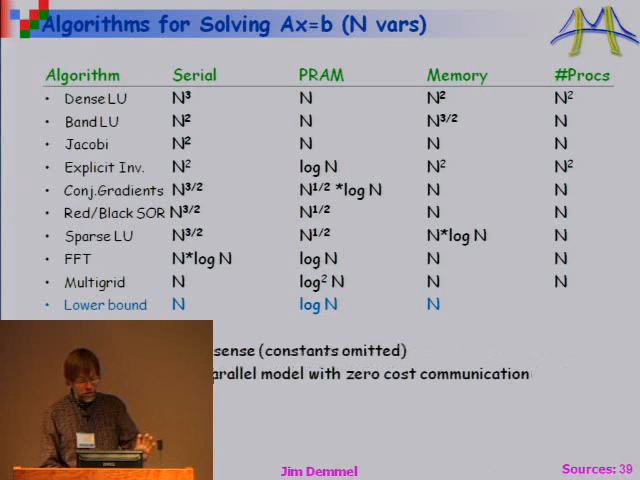 Algorithms for Solving Ax=b (N vars)
Algorithm Serial PRAM Memory #Procs
• Dense LU N³ N N² N²
• Band LU N² N N³/² N
• Jacobi N² N N N
• Explicit Inv. N² log N N² N²
• Conj.Gradients N³/² N¹/² *log N N N
• Red/Black SOR N³/² N¹/² N N
• Sparse LU N³/² N¹/² N*log N N
• FFT N*log N log N N N
• Multigrid N log² N N N
• Lower bound N log N N
sense (constants omitted)
parallel model with zero cost communication
Jim Demmel
Sources: 39